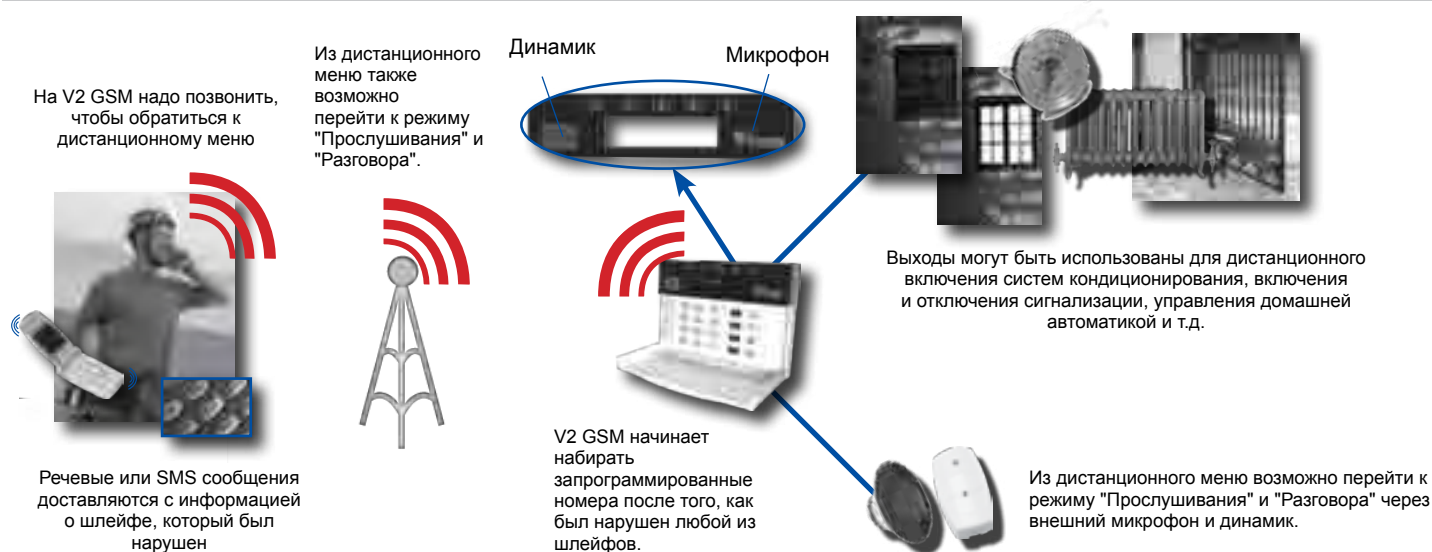 На V2 GSM надо позвонить,
чтобы обратиться к
дистанционному меню
Из дистанционного
меню также
возможно
перейти к режиму
"Прослушивания" и
"Разговора".
Динамик
Микрофон
Выходы могут быть использованы для дистанционного
включения систем кондиционирования, включения
и отключения сигнализации, управления домашней
автоматикой и т.д.
Речевые или SMS сообщения
доставляются с информацией
о шлейфе, который был
нарушен
V2 GSM начинает
набирать
запрограммированные
номера после того, как
был нарушен любой из
шлейфов.
Из дистанционного меню возможно перейти к
режиму "Прослушивания" и "Разговора" через
внешний микрофон и динамик.